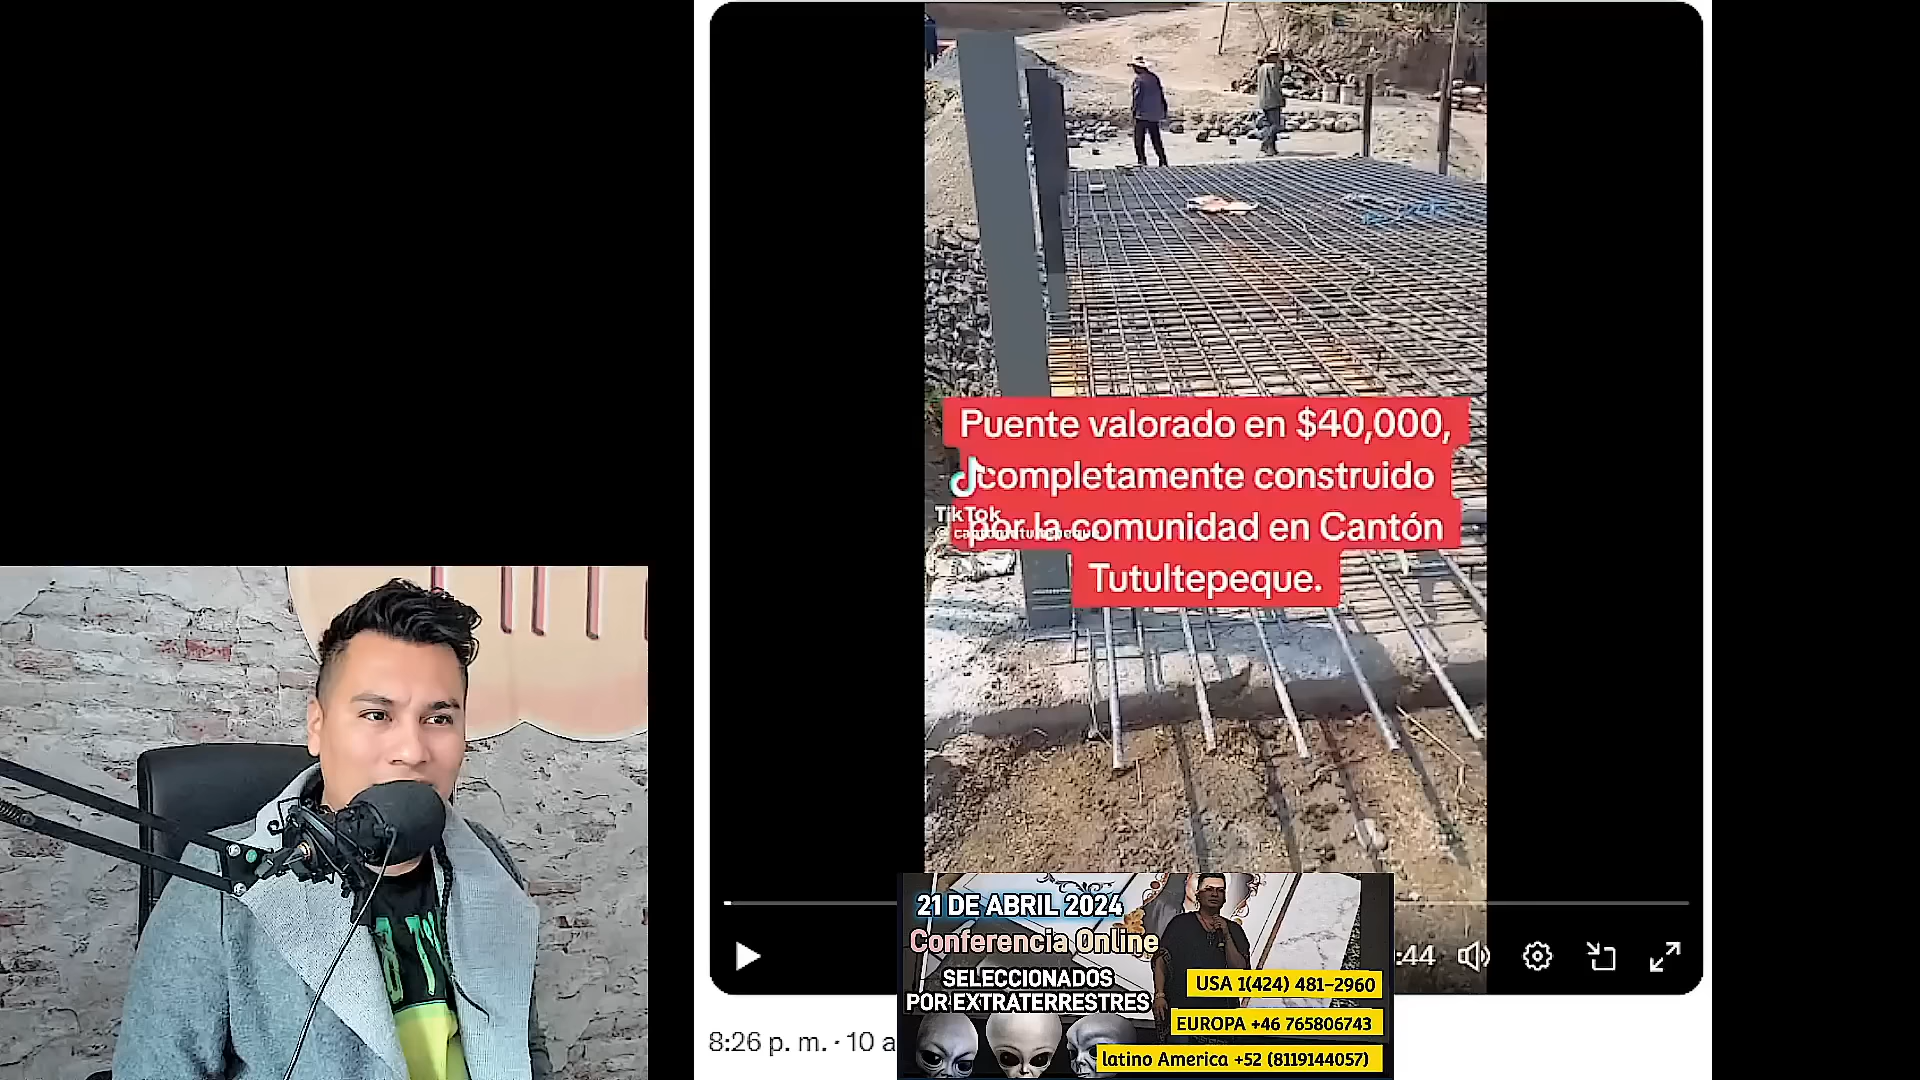 Puente valorado en $40,000,
completamente construido
por la comunidad en Cantón
Tutultepeque.
TikTok
:44
21 DE ABRIL 2024
Conferencia Online
SELECCIONADOS
POR EXTRATERRESTRES
USA 1(424) 481-2960
EUROPA +46 765806743
latino America +52 (8119144057)
8:26 p. m. · 10 a